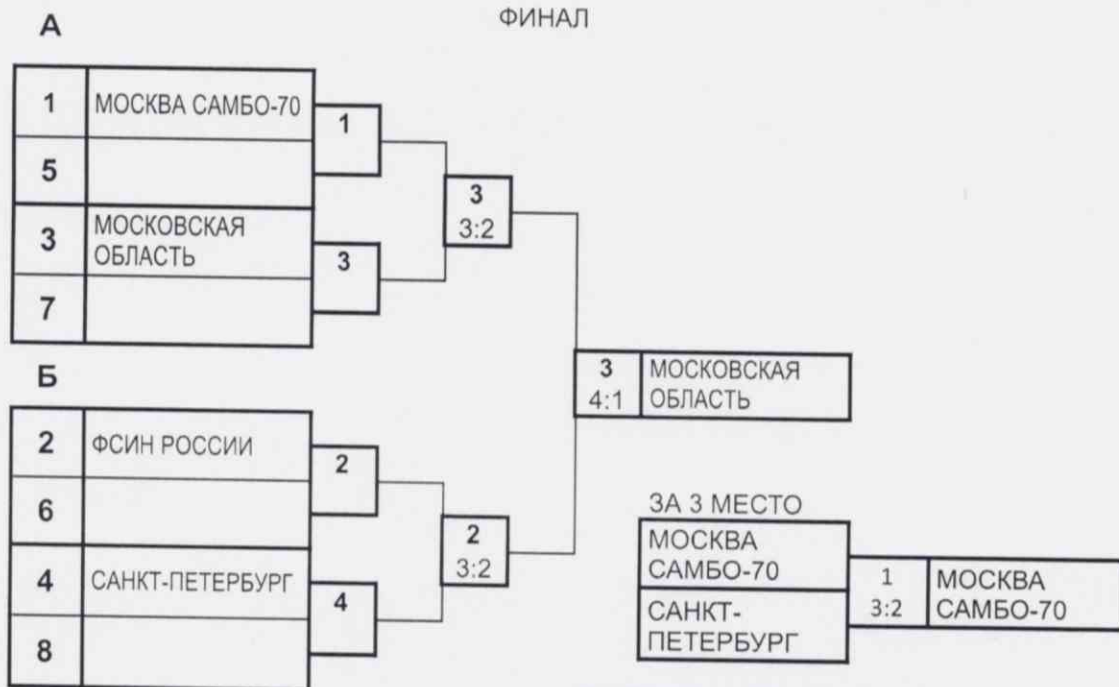 ФИНАЛ
А
1 МОСКВА САМБО-70
1
5
3
3:2
3 МОСКОВСКАЯ
ОБЛАСТЬ
3
7
3 МОСКОВСКАЯ
4:1 ОБЛАСТЬ
Б
2 ФСИН РОССИИ
2
6
2
3:2
4 САНКТ-ПЕТЕРБУРГ
4
8
ЗА 3 МЕСТО
МОСКВА
САМБО-70
САНКТ-
ПЕТЕРБУРГ
1 МОСКВА
3:2 САМБО-70